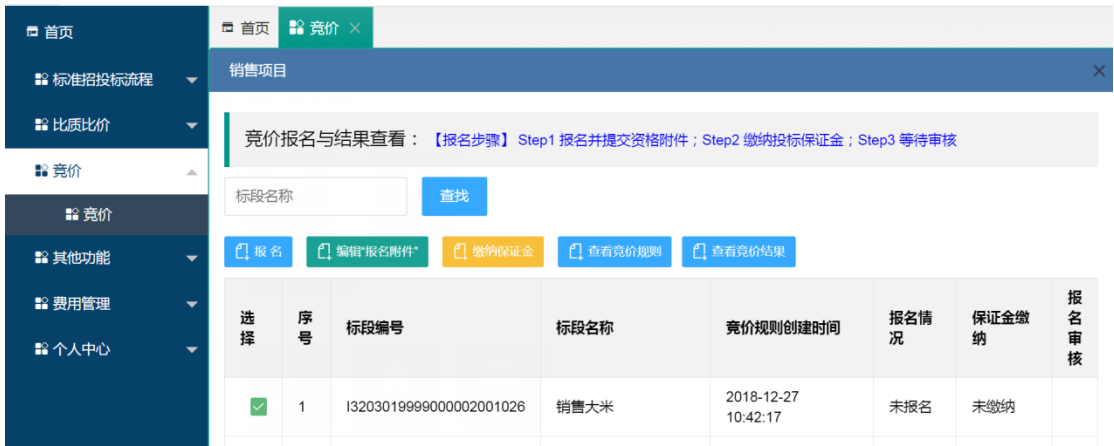 首页
标准招投标流程
比质比价
竞价
竞价
其他功能
费用管理
个人中心
首页 竞价
销售项目
竞价报名与结果查看：【报名步骤】 Step1 报名并提交资格附件；Step2 缴纳投标保证金；Step3 等待审核
标段名称 查找
报名 编辑"报名附件" 缴纳保证金 查看竞价规则 查看竞价结果
选择 序号 标段编号 标段名称 竞价规则创建时间 报名情况 保证金缴纳 报名审核
1 I3203019999000002001026 销售大米 2018-12-27 10:42:17 未报名 未缴纳